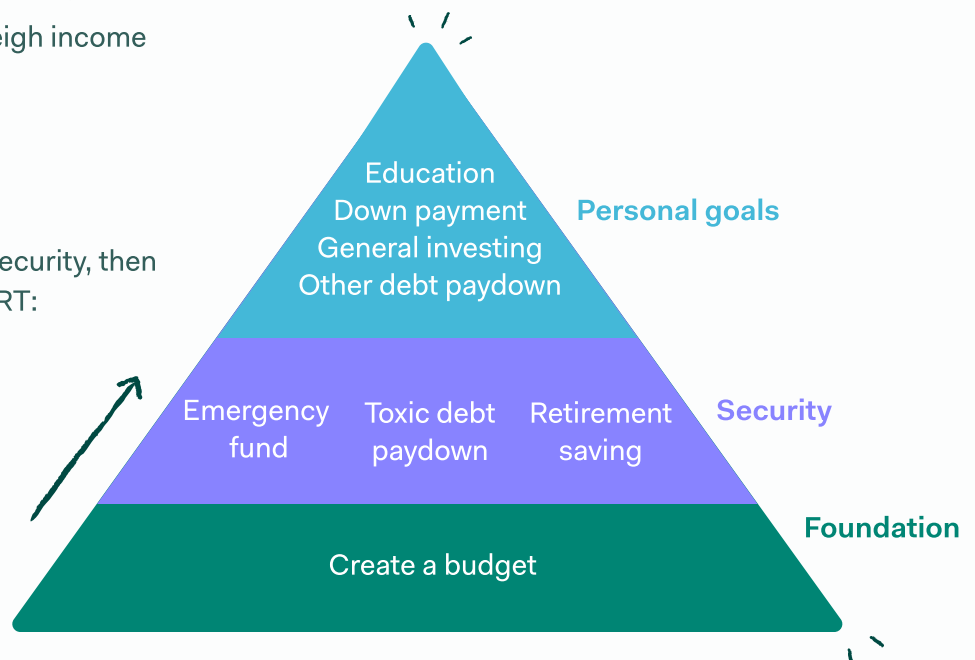 eigh income
Education
Down payment
General investing
Other debt paydown
Personal goals
ecurity, then
RT:
Emergency
fund
Toxic debt
paydown
Retirement
saving
Security
Foundation
Create a budget